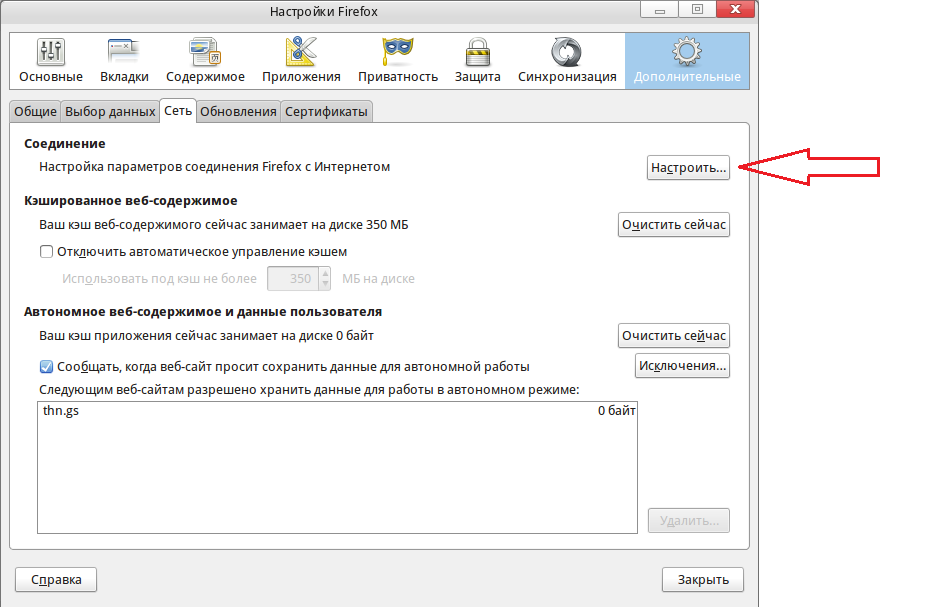 Настройки Firefox
Основные Вкладки Содержимое Приложения Приватность Защита Синхронизация Дополнительные
Общие Выбор данных Сеть Обновления Сертификаты
Соединение
Настройка параметров соединения Firefox с Интернетом Настроить...
Кэшированное веб-содержимое
Ваш кэш веб-содержимого сейчас занимает на диске 350 МБ Очистить сейчас
Отключить автоматическое управление кэшем
Использовать под кэш не более 350 МБ на диске
Автономное веб-содержимое и данные пользователя
Ваш кэш приложения сейчас занимает на диске 0 байт Очистить сейчас
Сообщать, когда веб-сайт просит сохранить данные для автономной работы Исключения...
Следующим веб-сайтам разрешено хранить данные для работы в автономном режиме:
thn.gs 0 байт
Удалить...
Справка Закрыть